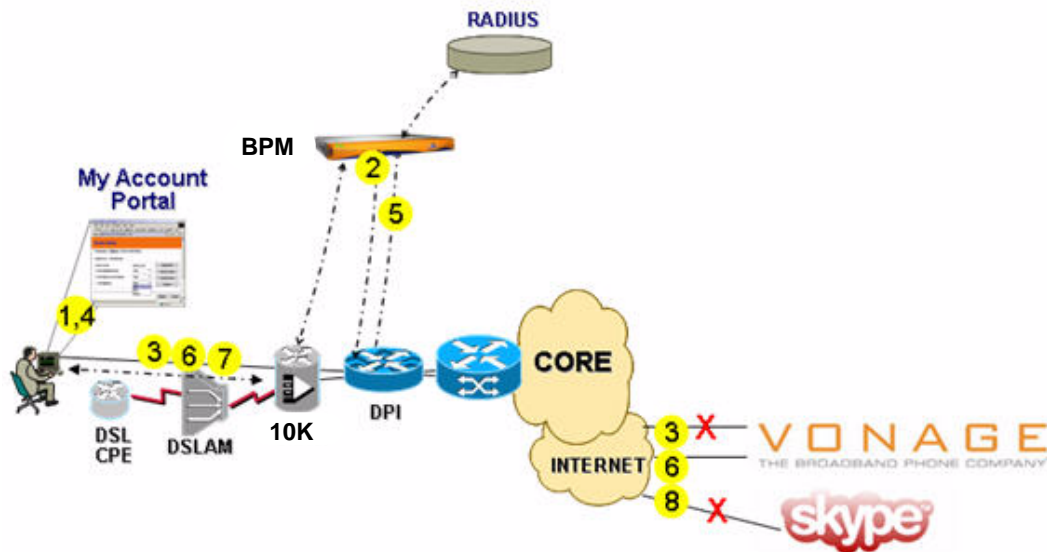 RADIUS
BPM
2
My Account
Portal
5
1,4
3
6
7
CORE
DSL
CPE
DSLAM
10K
DPI
INTERNET
3
X
VONAGE
THE BROADBAND PHONE COMPANY
6
8
X
skype